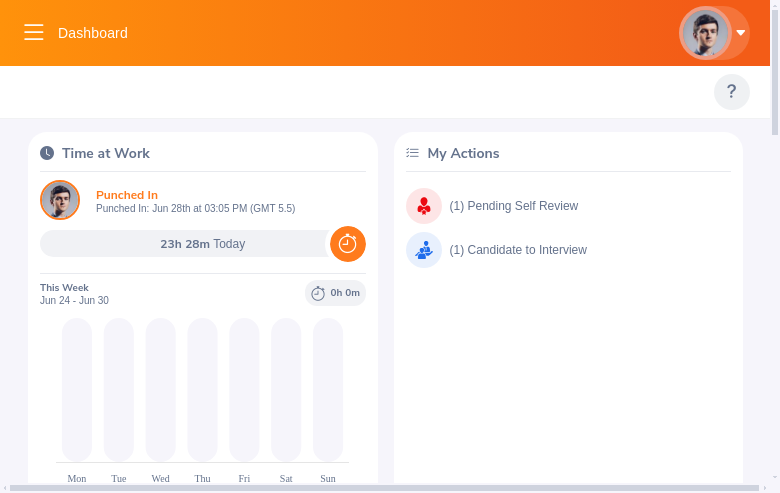 Dashboard
?
Time at Work
Punched In
Punched In: Jun 28th at 03:05 PM (GMT 5.5)
23h 28m Today
This Week
Jun 24 - Jun 30
0h 0m
Mon Tue Wed Thu Fri Sat Sun
My Actions
(1) Pending Self Review
(1) Candidate to Interview